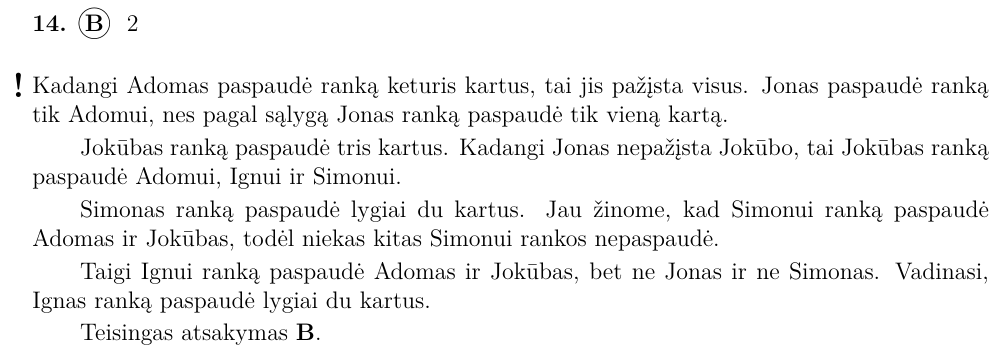 14. B 2
! Kadangi Adomas paspaudė ranką keturis kartus, tai jis pažįsta visus. Jonas paspaudė ranką
tik Adomui, nes pagal sąlygą Jonas ranką paspaudė tik vieną kartą.
Jokūbas ranką paspaudė tris kartus. Kadangi Jonas nepažįsta Jokūbo, tai Jokūbas ranką
paspaudė Adomui, Ignui ir Simonui.
Simonas ranką paspaudė lygiai du kartus. Jau žinome, kad Simonui ranką paspaudė
Adomas ir Jokūbas, todėl niekas kitas Simonui rankos nepaspaudė.
Taigi Ignui ranką paspaudė Adomas ir Jokūbas, bet ne Jonas ir ne Simonas. Vadinasi,
Ignas ranką paspaudė lygiai du kartus.
Teisingas atsakymas B.